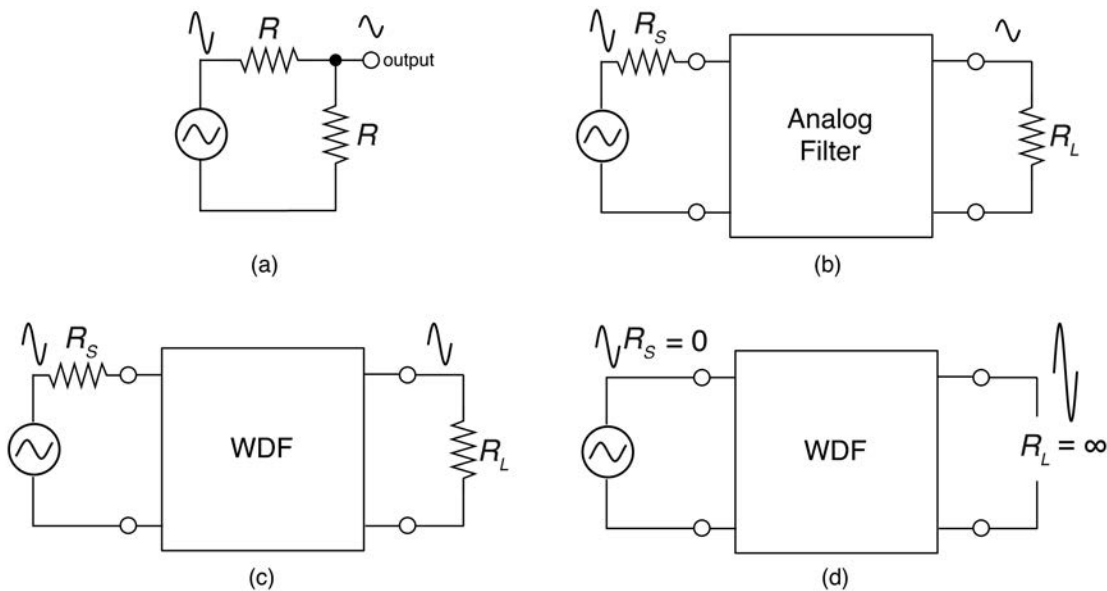 R
output
R
(a)
R_S
Analog
Filter
R_L
(b)
R_S
WDF
R_L
(c)
R_S = 0
WDF
R_L = ∞
(d)